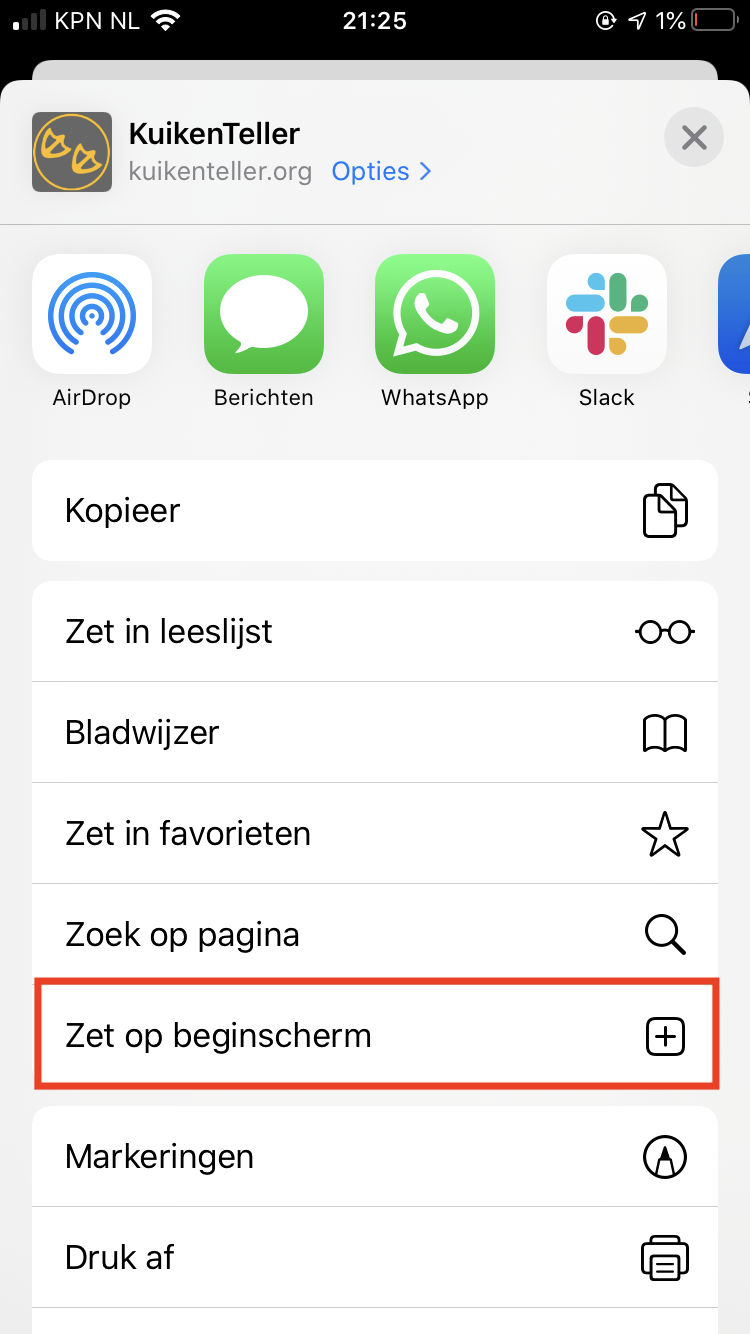 KPN NL 21:25 1%
KuikenTeller
kuikenteller.org Opties >
AirDrop Berichten WhatsApp Slack
Kopieer
Zet in leeslijst
Bladwijzer
Zet in favorieten
Zoek op pagina
Zet op beginscherm
Markeringen
Druk af